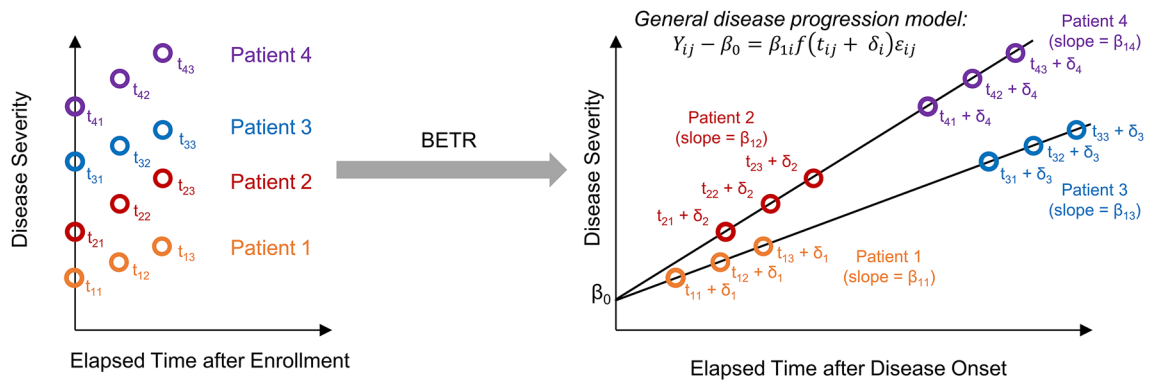 Disease Severity
t₄₃
Patient 4
t₄₂
t₄₁
Patient 3
t₃₃
t₃₂
t₃₁
Patient 2
t₂₃
t₂₂
t₂₁
Patient 1
t₁₃
t₁₂
t₁₁
Elapsed Time after Enrollment
BETR
General disease progression model:
Yᵢⱼ − β₀ = β₁ᵢf(tᵢⱼ + δᵢ)εᵢⱼ
Disease Severity
Patient 4
(slope = β₁₄)
t₄₃ + δ₄
t₄₂ + δ₄
t₄₁ + δ₄
Patient 2
(slope = β₁₂)
t₂₃ + δ₂
t₂₂ + δ₂
t₂₁ + δ₂
t₃₃ + δ₃
t₃₂ + δ₃
t₃₁ + δ₃
Patient 3
(slope = β₁₃)
t₁₃ + δ₁
t₁₂ + δ₁
t₁₁ + δ₁
Patient 1
(slope = β₁₁)
β₀
Elapsed Time after Disease Onset